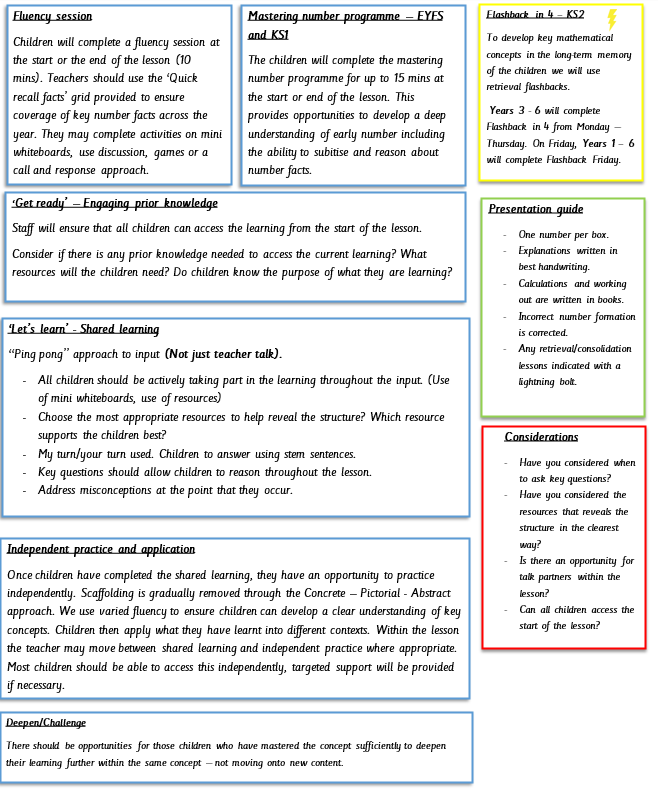 Fluency session
Children will complete a fluency session at
the start or the end of the lesson (10
mins). Teachers should use the ‘Quick
recall facts’ grid provided to ensure
coverage of key number facts across the
year. They may complete activities on mini
whiteboards, use discussion, games or a
call and response approach.
Mastering number programme – EYFS
and KS1
The children will complete the mastering
number programme for up to 15 mins at
the start or end of the lesson. This
provides opportunities to develop a deep
understanding of early number including
the ability to subitise and reason about
number facts.
Flashback in 4 – KS2
To develop key mathematical
concepts in the long-term memory
of the children we will use
retrieval flashbacks.
Years 3 - 6 will complete
Flashback in 4 from Monday –
Thursday. On Friday, Years 1 – 6
will complete Flashback Friday.
‘Get ready’ – Engaging prior knowledge
Staff will ensure that all children can access the learning from the start of the lesson.
Consider if there is any prior knowledge needed to access the current learning? What
resources will the children need? Do children know the purpose of what they are learning?
Presentation guide
- One number per box.
- Explanations written in
best handwriting.
- Calculations and working
out are written in books.
- Incorrect number formation
is corrected.
- Any retrieval/consolidation
lessons indicated with a
lightning bolt.
‘Let’s learn’ - Shared learning
“Ping pong” approach to input (Not just teacher talk).
- All children should be actively taking part in the learning throughout the input. (Use
of mini whiteboards, use of resources)
- Choose the most appropriate resources to help reveal the structure? Which resource
supports the children best?
- My turn/your turn used. Children to answer using stem sentences.
- Key questions should allow children to reason throughout the lesson.
- Address misconceptions at the point that they occur.
Considerations
- Have you considered when
to ask key questions?
- Have you considered the
resources that reveals the
structure in the clearest
way?
- Is there an opportunity for
talk partners within the
lesson?
- Can all children access the
start of the lesson?
Independent practice and application
Once children have completed the shared learning, they have an opportunity to practice
independently. Scaffolding is gradually removed through the Concrete – Pictorial - Abstract
approach. We use varied fluency to ensure children can develop a clear understanding of key
concepts. Children then apply what they have learnt into different contexts. Within the lesson
the teacher may move between shared learning and independent practice where appropriate.
Most children should be able to access this independently, targeted support will be provided
if necessary.
Deepen/Challenge
There should be opportunities for those children who have mastered the concept sufficiently to deepen
their learning further within the same concept – not moving onto new content.